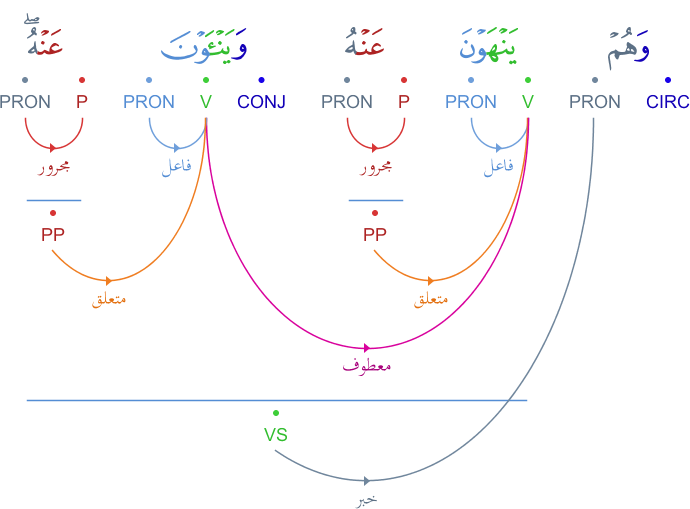 وَهُمْ يَنْهَوْنَ عَنْهُ وَيَنْـَٔوْنَ عَنْهُ ۖ
PRON P PRON V CONJ PRON P PRON V PRON CIRC
فاعل مجرور فاعل مجرور
PP PP
متعلق متعلق
معطوف
VS
خبر